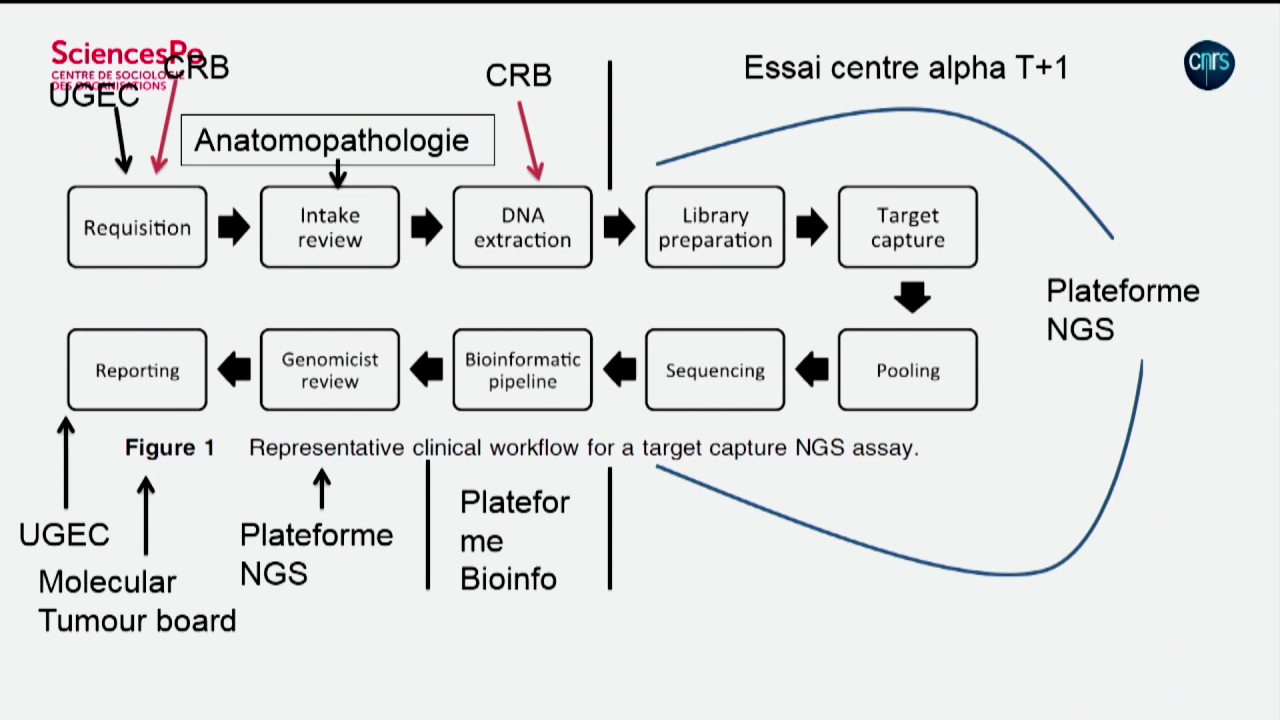 SciencesPo
CENTRE DE SOCIOLOGIE
DES ORGANISATIONS
CRB
UGEC
CRB
Essai centre alpha T+1
cnrs
Anatomopathologie
Requisition
Intake
review
DNA
extraction
Library
preparation
Target
capture
Plateforme
NGS
Reporting
Genomicist
review
Bioinformatic
pipeline
Sequencing
Pooling
Figure 1 Representative clinical workflow for a target capture NGS assay.
UGEC
Molecular
Tumour board
Plateforme
NGS
Platefor
me
Bioinfo